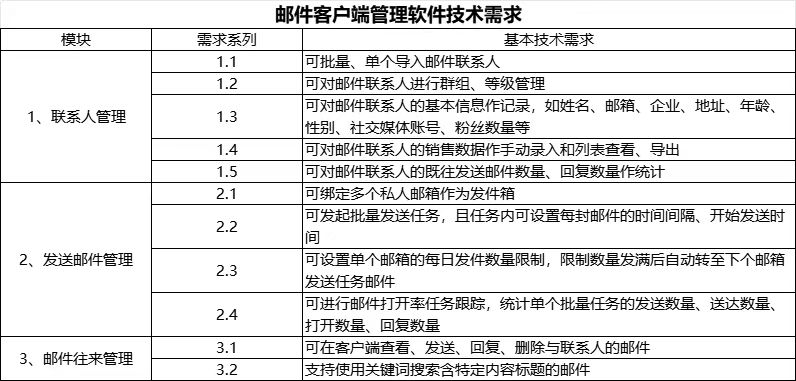 邮件客户端管理软件技术需求
模块 需求系列 基本技术需求
1、联系人管理
1.1 可批量、单个导入邮件联系人
1.2 可对邮件联系人进行群组、等级管理
1.3 可对邮件联系人的基本信息作记录，如姓名、邮箱、企业、地址、年龄、
性别、社交媒体账号、粉丝数量等
1.4 可对邮件联系人的销售数据作手动录入和列表查看、导出
1.5 可对邮件联系人的既往发送邮件数量、回复数量作统计
2、发送邮件管理
2.1 可绑定多个私人邮箱作为发件箱
2.2 可发起批量发送任务，且任务内可设置每封邮件的时间间隔、开始发送时
间
2.3 可设置单个邮箱的每日发件数量限制，限制数量发满后自动转至下个邮箱
发送任务邮件
2.4 可进行邮件打开率任务跟踪，统计单个批量任务的发送数量、送达数量、
打开数量、回复数量
3、邮件往来管理
3.1 可在客户端查看、发送、回复、删除与联系人的邮件
3.2 支持使用关键词搜索含特定内容标题的邮件